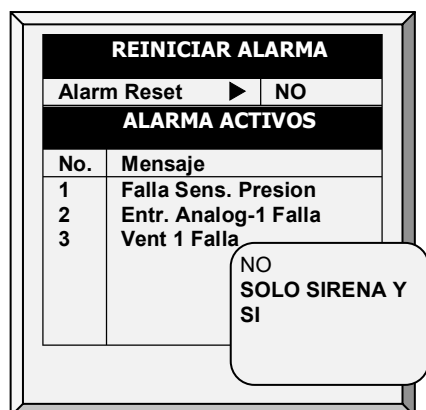 REINICIAR ALARMA
Alarm Reset ▶ NO
ALARMA ACTIVOS
No. Mensaje
1 Falla Sens. Presion
2 Entr. Analog-1 Falla
3 Vent 1 Falla
NO
SOLO SIRENA Y
SI